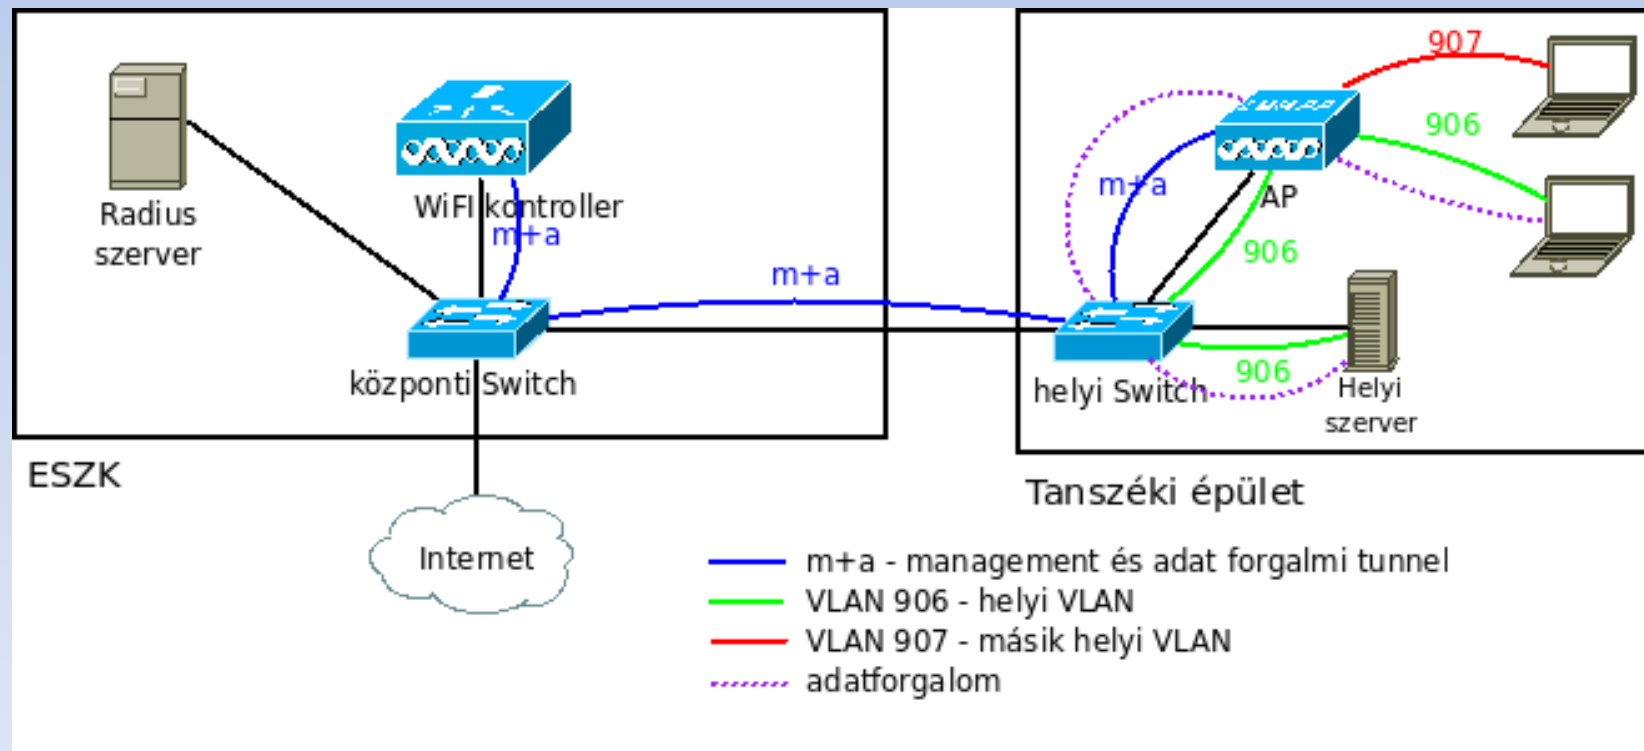 907
906
Radius
szerver
WiFI kontroller
m+a
m+a
m+a
AP
906
906
központi Switch
helyi Switch
Helyi
szerver
ESZK
Tanszéki épület
Internet
m+a - management és adat forgalmi tunnel
VLAN 906 - helyi VLAN
VLAN 907 - másik helyi VLAN
adatforgalom